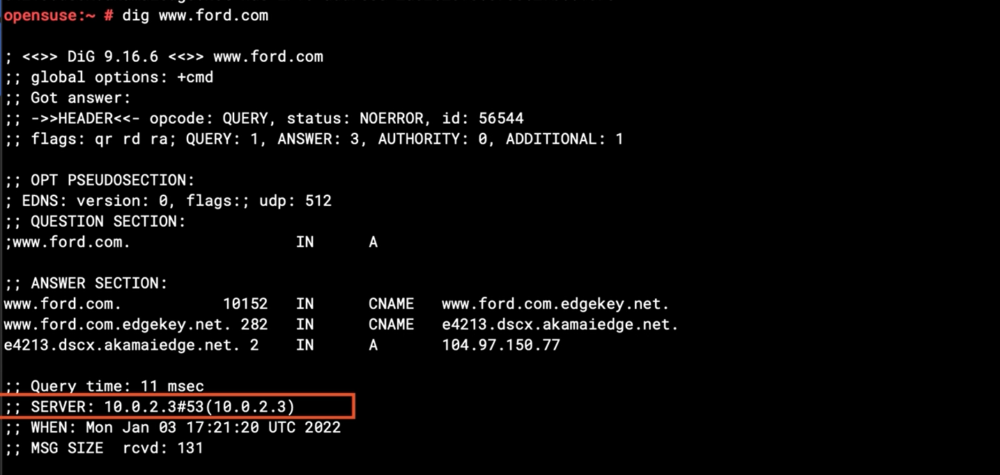 opensuse:~ # dig www.ford.com
; <<>> DiG 9.16.6 <<>> www.ford.com
;; global options: +cmd
;; Got answer:
;; ->>HEADER<<- opcode: QUERY, status: NOERROR, id: 56544
;; flags: qr rd ra; QUERY: 1, ANSWER: 3, AUTHORITY: 0, ADDITIONAL: 1
;; OPT PSEUDOSECTION:
; EDNS: version: 0, flags:; udp: 512
;; QUESTION SECTION:
;www.ford.com. IN A
;; ANSWER SECTION:
www.ford.com. 10152 IN CNAME www.ford.com.edgekey.net.
www.ford.com.edgekey.net. 282 IN CNAME e4213.dscx.akamaiedge.net.
e4213.dscx.akamaiedge.net. 2 IN A 104.97.150.77
;; Query time: 11 msec
;; SERVER: 10.0.2.3#53(10.0.2.3)
;; WHEN: Mon Jan 03 17:21:20 UTC 2022
;; MSG SIZE rcvd: 131